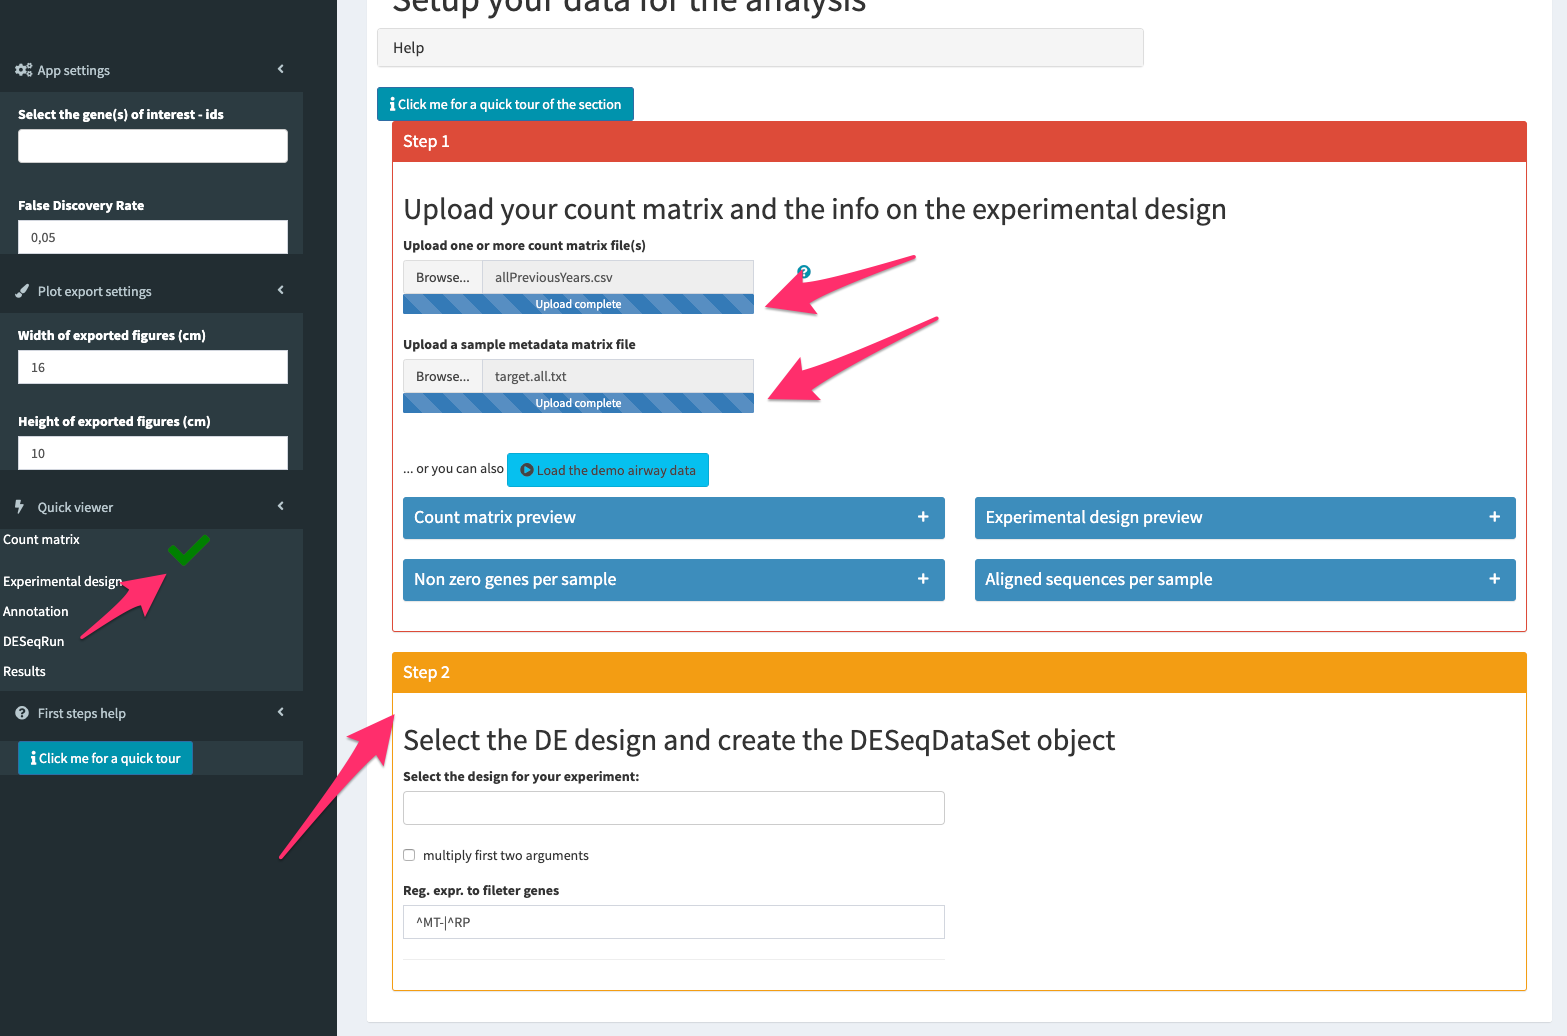 Setup your data for the analysis
Help
Click me for a quick tour of the section
App settings
Select the gene(s) of interest - ids
False Discovery Rate
0,05
Plot export settings
Width of exported figures (cm)
16
Height of exported figures (cm)
10
Quick viewer
Count matrix
Experimental design
Annotation
DESeqRun
Results
First steps help
Click me for a quick tour
Step 1
Upload your count matrix and the info on the experimental design
Upload one or more count matrix file(s)
Browse... allPreviousYears.csv
Upload complete
Upload a sample metadata matrix file
Browse... target.all.txt
Upload complete
... or you can also Load the demo airway data
Count matrix preview +
Experimental design preview +
Non zero genes per sample +
Aligned sequences per sample +
Step 2
Select the DE design and create the DESeqDataSet object
Select the design for your experiment:
multiply first two arguments
Reg. expr. to fileter genes
^MT-|^RP